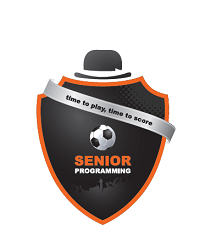 time to play, time to score
SENIOR
PROGRAMMING